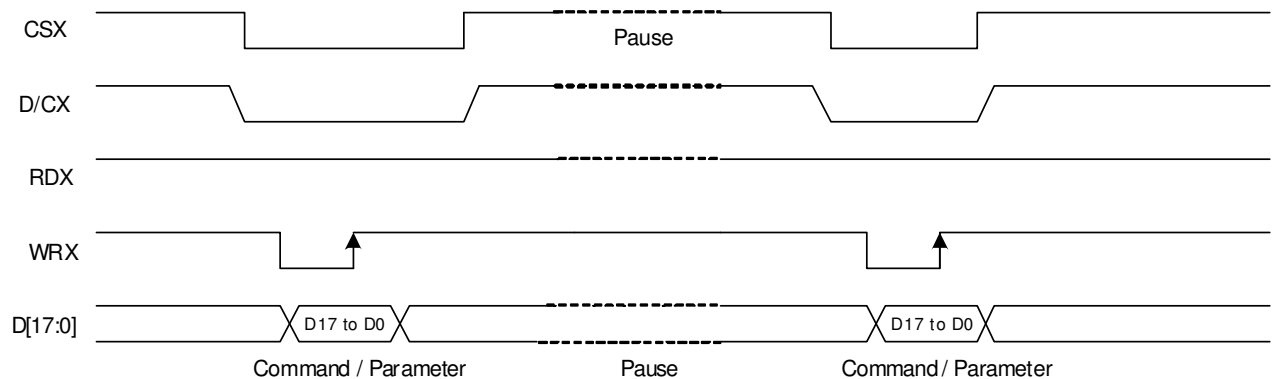 CSX
Pause
D/CX
RDX
WRX
D[17:0]
D17 to D0
D17 to D0
Command / Parameter
Pause
Command / Parameter